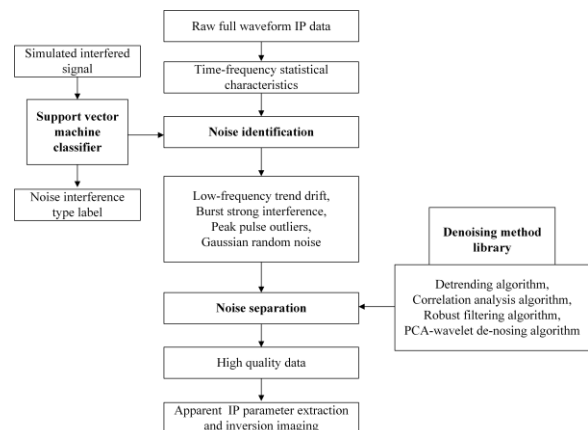 Raw full waveform IP data
Simulated interfered
signal
Time-frequency statistical
characteristics
Support vector
machine
classifier
Noise identification
Noise interference
type label
Low-frequency trend drift,
Burst strong interference,
Peak pulse outliers,
Gaussian random noise
Denoising method
library
Detrending algorithm,
Correlation analysis algorithm,
Robust filtering algorithm,
PCA-wavelet de-nosing algorithm
Noise separation
High quality data
Apparent IP parameter extraction
and inversion imaging